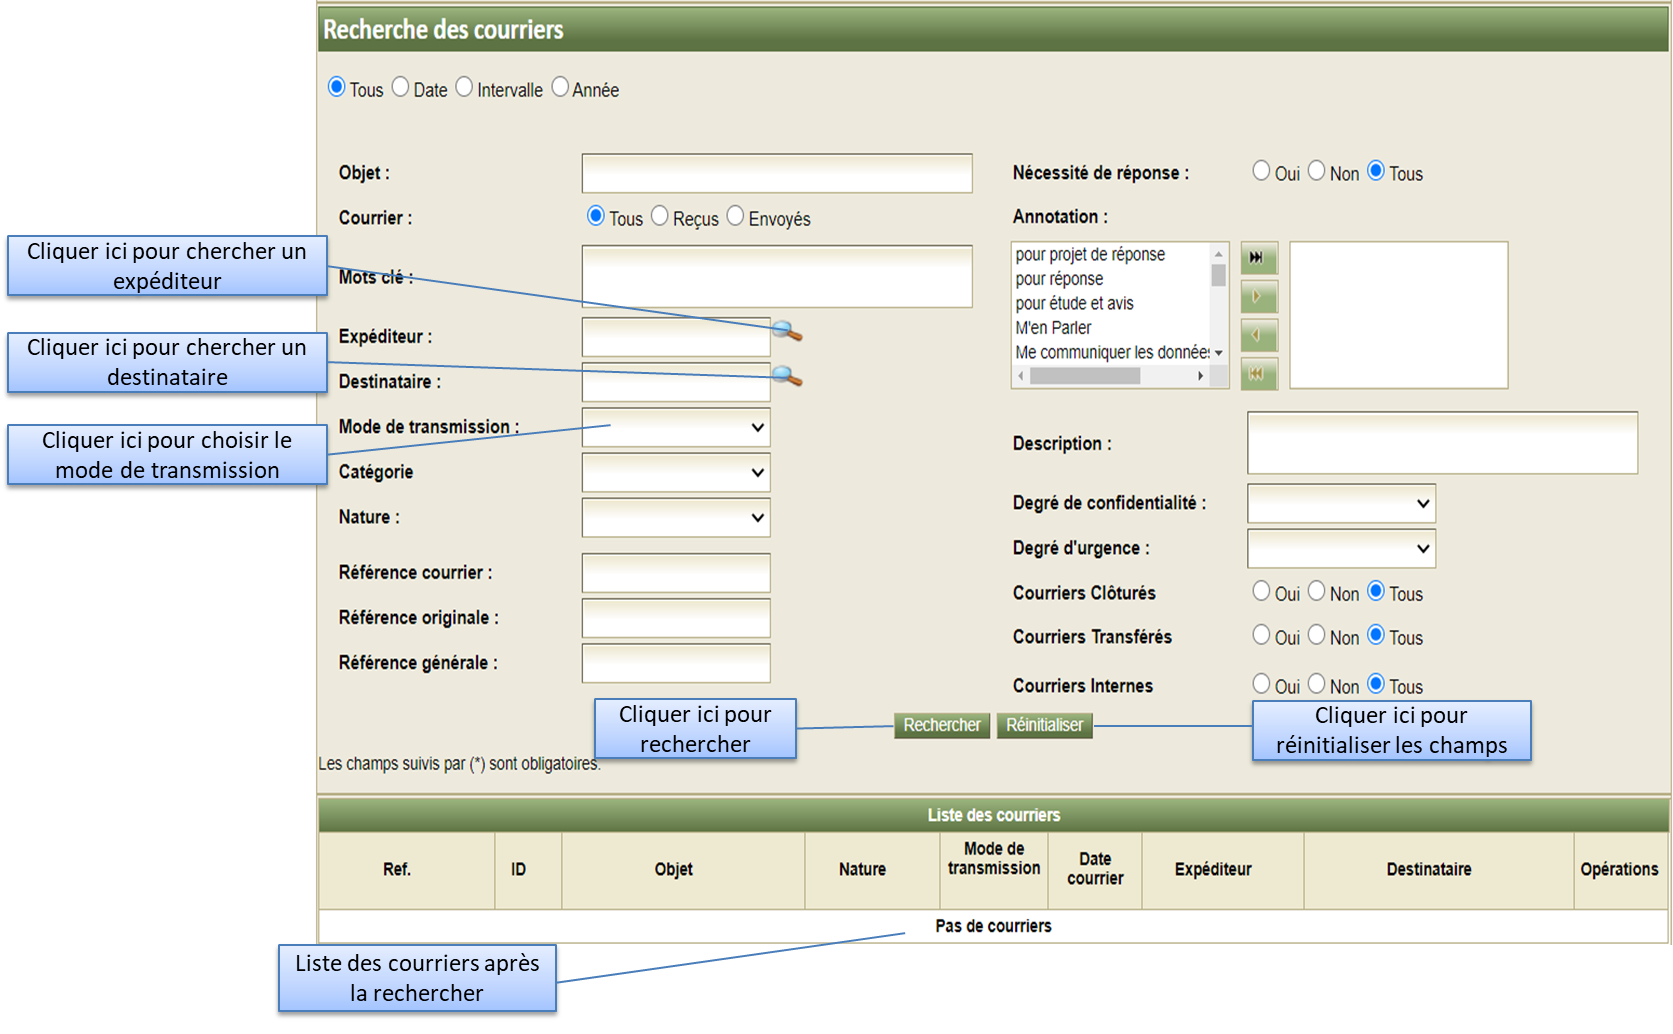 Recherche des courriers
Tous Date Intervalle Année
Objet :
Courrier : Tous Reçus Envoyés
Mots clé :
Expéditeur :
Destinataire :
Mode de transmission :
Catégorie
Nature :
Référence courrier :
Référence originale :
Référence générale :
Nécessité de réponse : Oui Non Tous
Annotation :
pour projet de réponse
pour réponse
pour étude et avis
M'en Parler
Me communiquer les données
Description :
Degré de confidentialité :
Degré d'urgence :
Courriers Clôturés Oui Non Tous
Courriers Transférés Oui Non Tous
Courriers Internes Oui Non Tous
Cliquer ici pour chercher un
expéditeur
Cliquer ici pour chercher un
destinataire
Cliquer ici pour choisir le
mode de transmission
Cliquer ici pour
rechercher
Rechercher Réinitialiser
Cliquer ici pour
réinitialiser les champs
Les champs suivis par (*) sont obligatoires.
Liste des courriers
Ref. ID Objet Nature Mode de transmission Date courrier Expéditeur Destinataire Opérations
Pas de courriers
Liste des courriers après
la rechercher